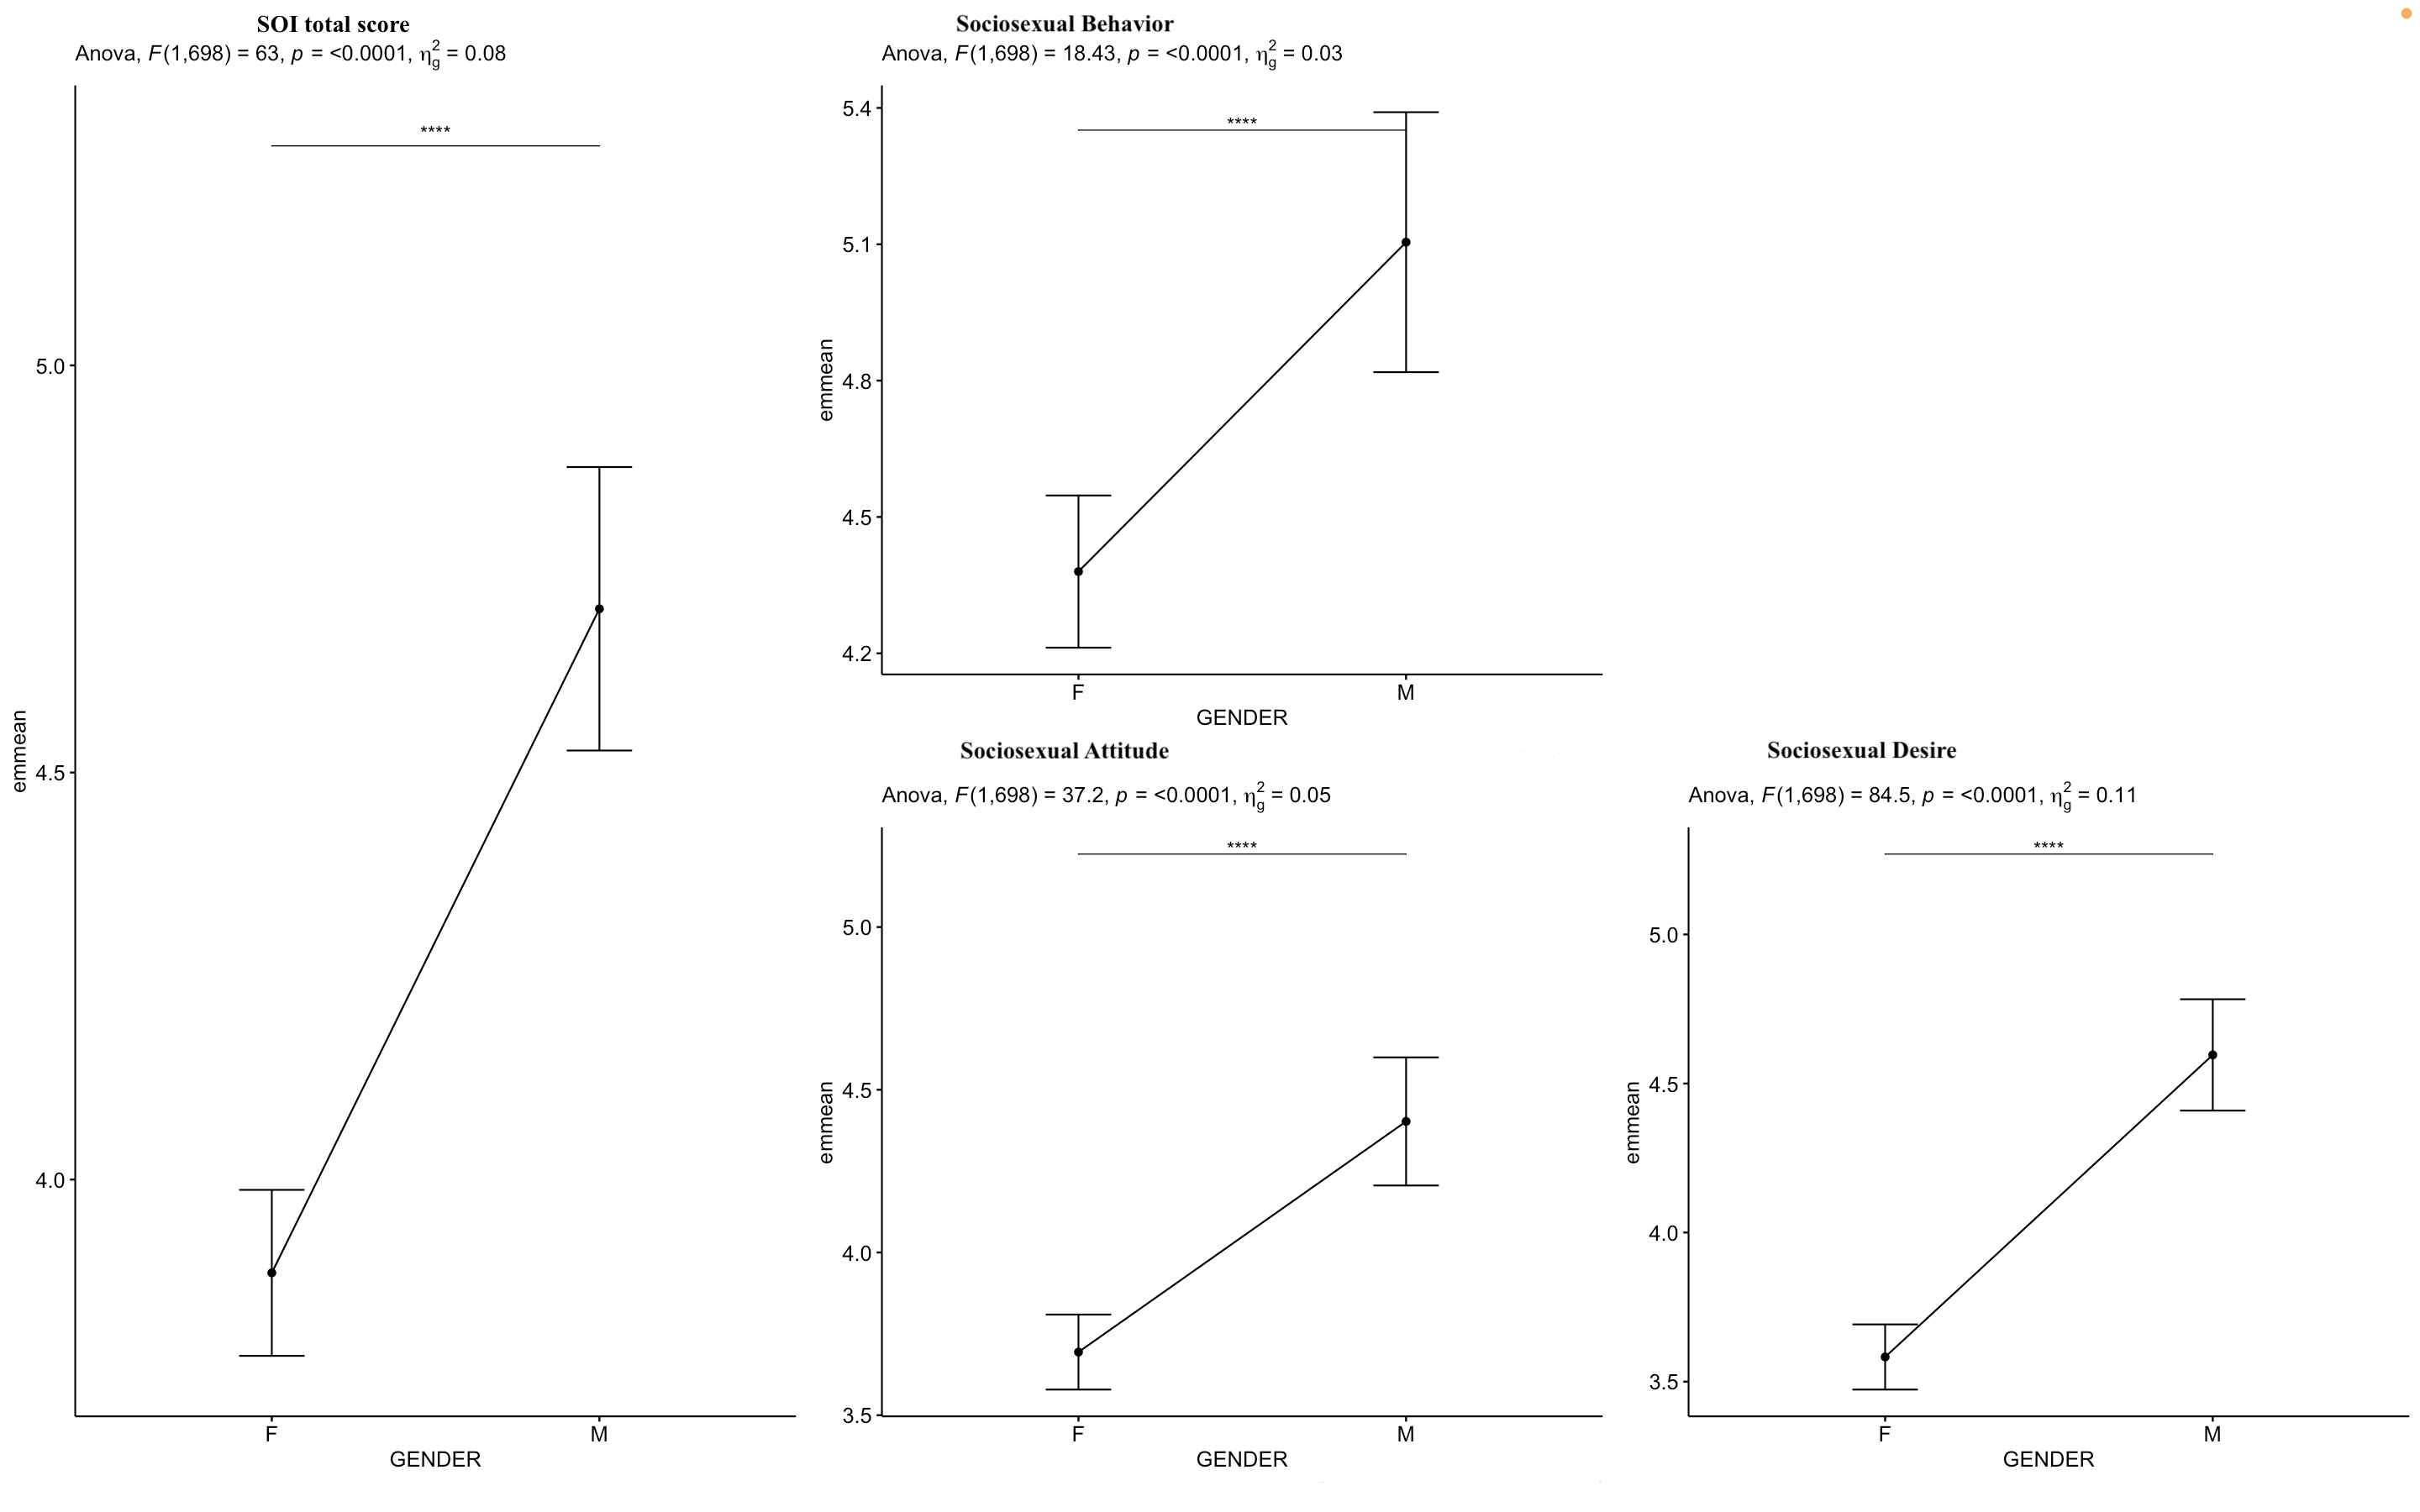 SOI total score
Anova, F(1,698) = 63, p = <0.0001, η²g = 0.08
****
5.0
4.5
4.0
emmean
F M
GENDER
Sociosexual Behavior
Anova, F(1,698) = 18.43, p = <0.0001, η²g = 0.03
****
5.4
5.1
4.8
4.5
4.2
emmean
F M
GENDER
Sociosexual Attitude
Anova, F(1,698) = 37.2, p = <0.0001, η²g = 0.05
****
5.0
4.5
4.0
3.5
emmean
F M
GENDER
Sociosexual Desire
Anova, F(1,698) = 84.5, p = <0.0001, η²g = 0.11
****
5.0
4.5
4.0
3.5
emmean
F M
GENDER